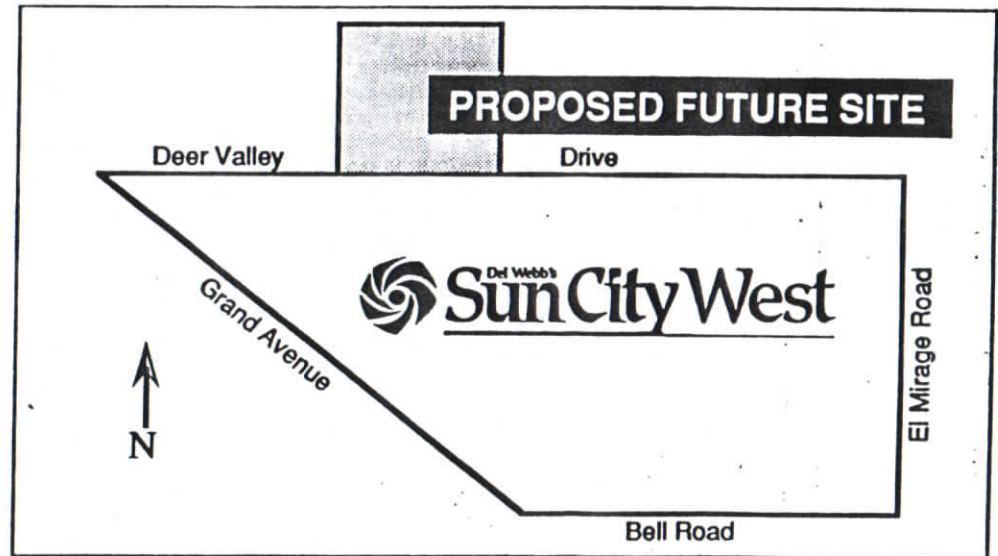 PROPOSED FUTURE SITE
Deer Valley
Drive
Del Webb's
Sun City West
Grand Avenue
El Mirage Road
N
Bell Road